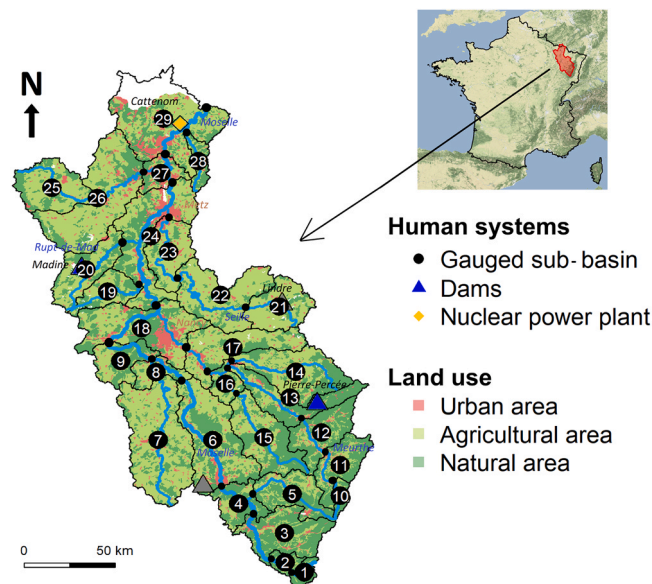 N
Cattenom
29
Moselle
28
27
25
26
Metz
24
23
Rupt-de-Mad
Madine
20
22
Lindre
21
19
Seille
18
Nancy
17
9
8
14
16
Pierre-Percée
13
12
7
6
15
Meurthe
Moselle
11
5
10
4
3
2
1
0 50 km
Human systems
Gauged sub-basin
Dams
Nuclear power plant
Land use
Urban area
Agricultural area
Natural area